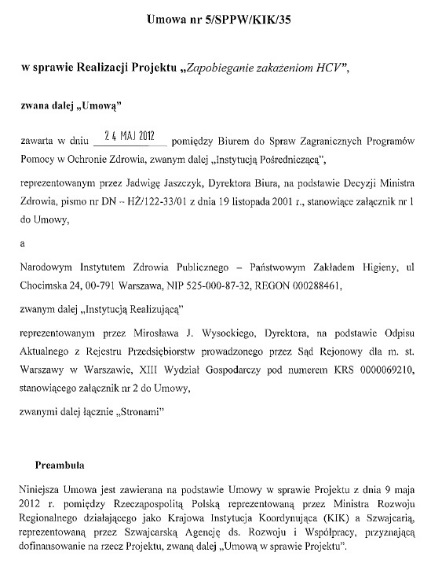 Umowa nr 5/SPPW/KIK/35
w sprawie Realizacji Projektu „Zapobieganie zakażeniom HCV”,
zwana dalej „Umową”
zawarta w dniu 24 MAJ 2012 pomiędzy Biurem do Spraw Zagranicznych Programów
Pomocy w Ochronie Zdrowia, zwanym dalej „Instytucją Pośredniczącą”,
reprezentowanym przez Jadwigę Jaszczyk, Dyrektora Biura, na podstawie Decyzji Ministra
Zdrowia, pismo nr DN – HŻ/122-33/01 z dnia 19 listopada 2001 r., stanowiące załącznik nr 1
do Umowy,
a
Narodowym Instytutem Zdrowia Publicznego – Państwowym Zakładem Higieny, ul
Chocimska 24, 00-791 Warszawa, NIP 525-000-87-32, REGON 000288461,
zwanym dalej „Instytucją Realizującą”
reprezentowanym przez Mirosława J. Wysockiego, Dyrektora, na podstawie Odpisu
Aktualnego z Rejestru Przedsiębiorstw prowadzonego przez Sąd Rejonowy dla m. st.
Warszawy w Warszawie, XIII Wydział Gospodarczy pod numerem KRS 0000069210,
stanowiącego załącznik nr 2 do Umowy,
zwanymi dalej łącznie „Stronami”
Preambuła
Niniejsza Umowa jest zawierana na podstawie Umowy w sprawie Projektu z dnia 9 maja
2012 r. pomiędzy Rzecząpospolitą Polską reprezentowaną przez Ministra Rozwoju
Regionalnego działającego jako Krajowa Instytucja Koordynująca (KIK) a Szwajcarią,
reprezentowaną przez Szwajcarską Agencję ds. Rozwoju i Współpracy, przyznającą
dofinansowanie na rzecz Projektu, zwaną dalej „Umową w sprawie Projektu”.